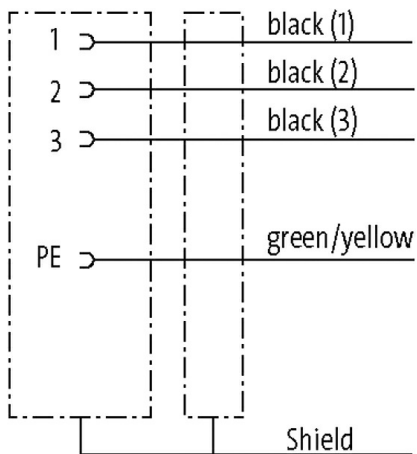 1 black (1)
2 black (2)
3 black (3)
PE green/yellow
Shield